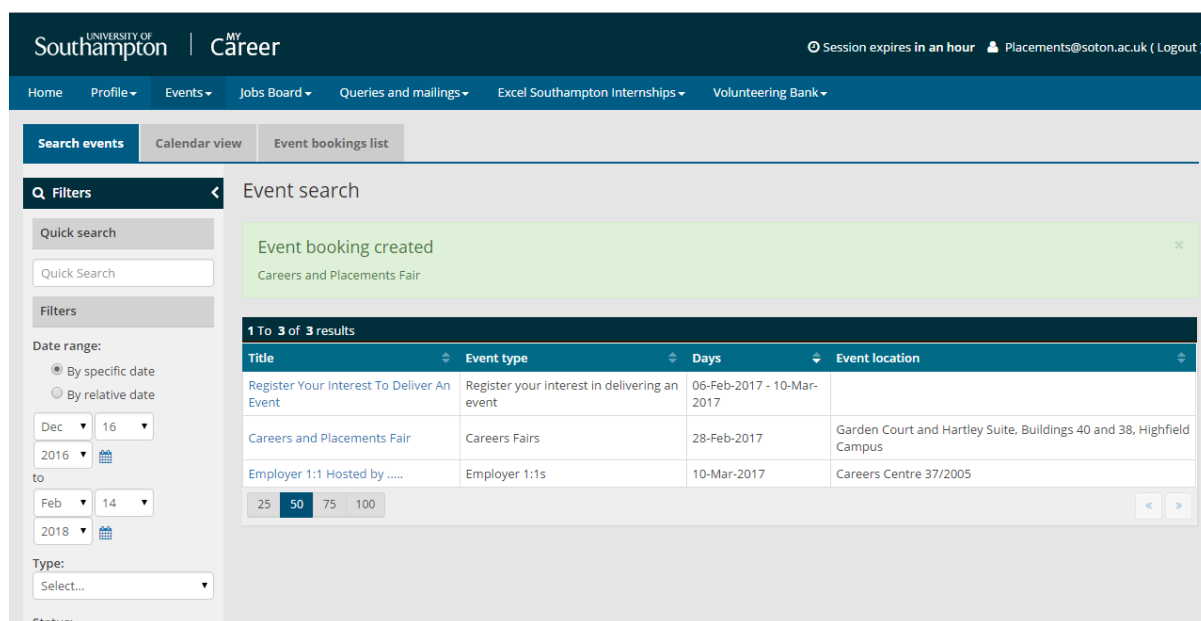 UNIVERSITY OF
Southampton | MY Career
Session expires in an hour Placements@soton.ac.uk ( Logout )
Home Profile Events Jobs Board Queries and mailings Excel Southampton Internships Volunteering Bank
Search events Calendar view Event bookings list
Filters
Quick search
Quick Search
Filters
Date range:
By specific date
By relative date
Dec 16
2016
to
Feb 14
2018
Type:
Select...
Status:
Event search
Event booking created ×
Careers and Placements Fair
1 To 3 of 3 results
Title Event type Days Event location
Register Your Interest To Deliver An Register your interest in delivering an 06-Feb-2017 - 10-Mar-
Event event 2017
Careers and Placements Fair Careers Fairs 28-Feb-2017 Garden Court and Hartley Suite, Buildings 40 and 38, Highfield
Campus
Employer 1:1 Hosted by ..... Employer 1:1s 10-Mar-2017 Careers Centre 37/2005
25 50 75 100 « »